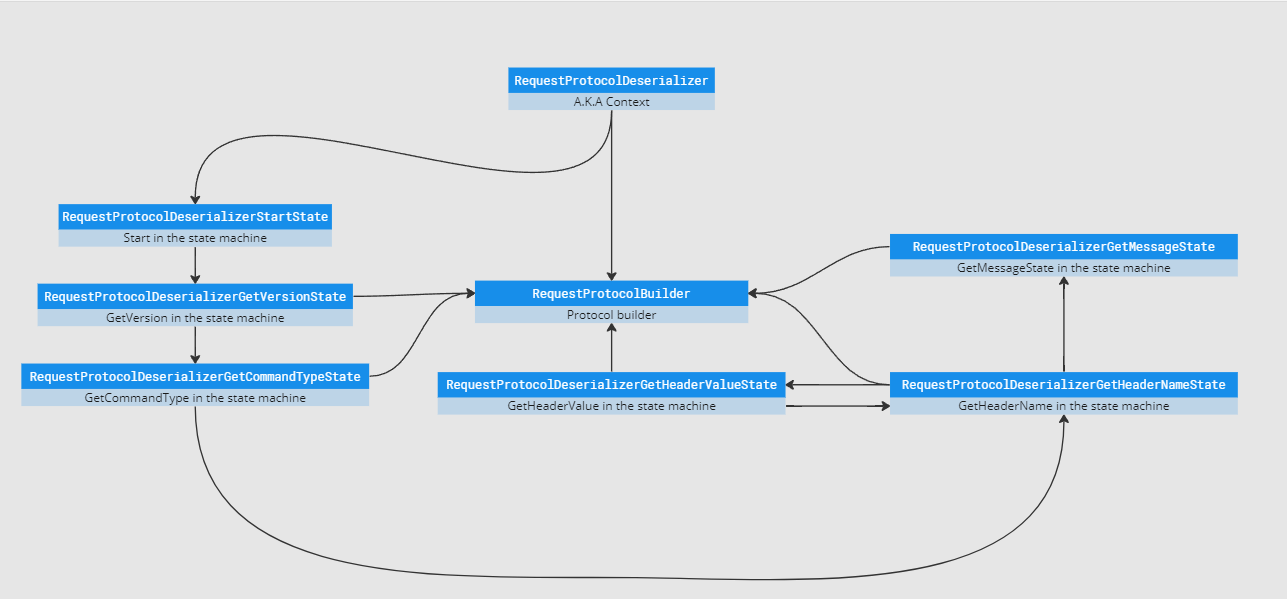 RequestProtocolDeserializer
A.K.A Context
RequestProtocolDeserializerStartState
Start in the state machine
RequestProtocolDeserializerGetMessageState
GetMessageState in the state machine
RequestProtocolDeserializerGetVersionState
GetVersion in the state machine
RequestProtocolBuilder
Protocol builder
RequestProtocolDeserializerGetCommandTypeState
GetCommandType in the state machine
RequestProtocolDeserializerGetHeaderValueState
GetHeaderValue in the state machine
RequestProtocolDeserializerGetHeaderNameState
GetHeaderName in the state machine